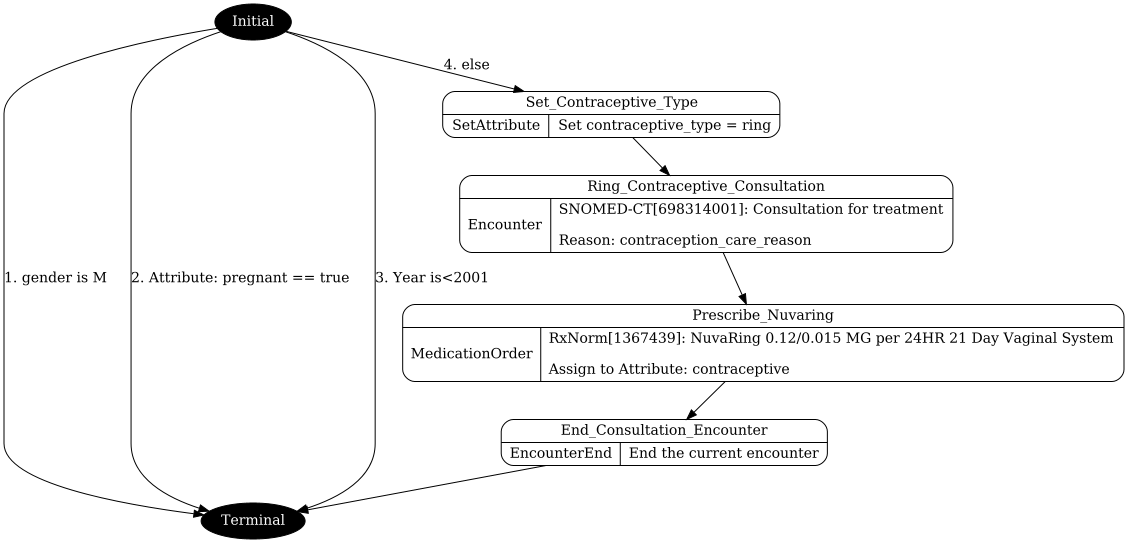 Initial
4. else
Set_Contraceptive_Type
SetAttribute Set contraceptive_type = ring
Ring_Contraceptive_Consultation
SNOMED-CT[698314001]: Consultation for treatment
Encounter
Reason: contraception_care_reason
1. gender is M 2. Attribute: pregnant == true 3. Year is<2001
Prescribe_Nuvaring
RxNorm[1367439]: NuvaRing 0.12/0.015 MG per 24HR 21 Day Vaginal System
MedicationOrder
Assign to Attribute: contraceptive
End_Consultation_Encounter
EncounterEnd End the current encounter
Terminal